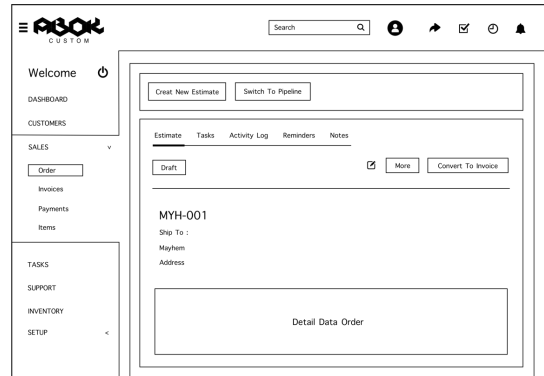 ABOK
CUSTOM
Search
Welcome
DASHBOARD
CUSTOMERS
SALES v
Order
Invoices
Payments
Items
TASKS
SUPPORT
INVENTORY
SETUP <
Creat New Estimate
Switch To Pipeline
Estimate Tasks Activity Log Reminders Notes
Draft
More
Convert To Invoice
MYH-001
Ship To :
Mayhem
Address
Detail Data Order